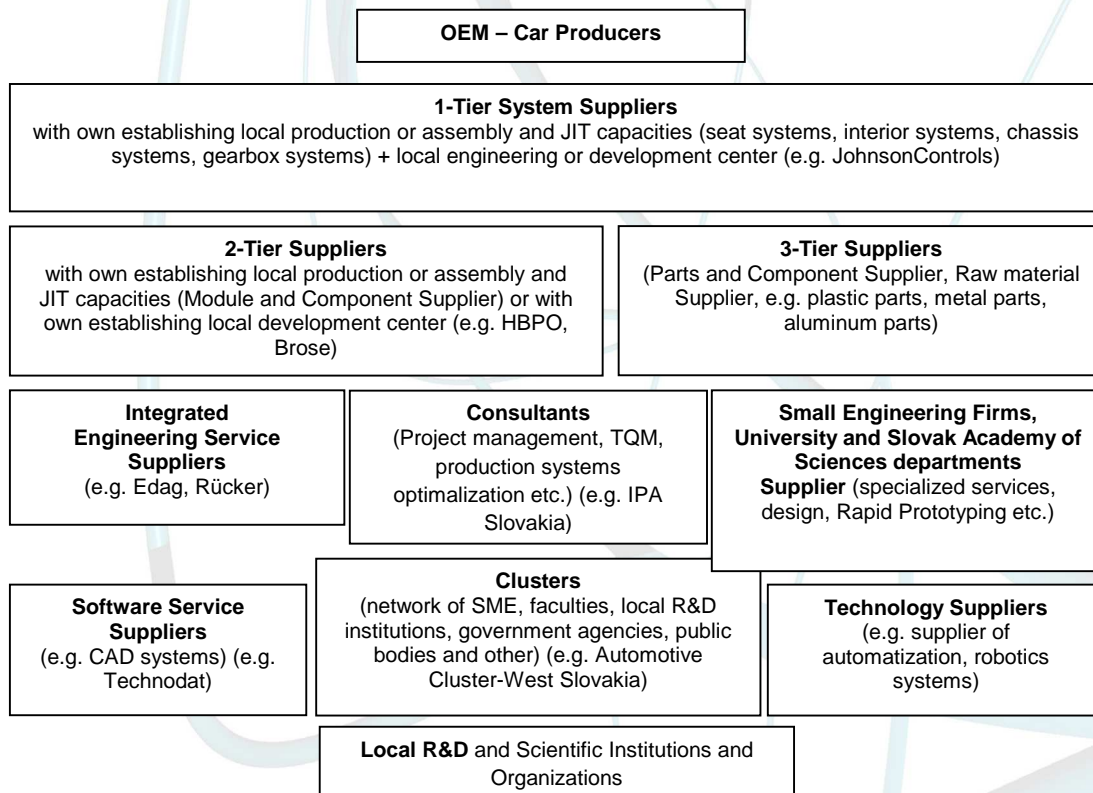 OEM – Car Producers
1-Tier System Suppliers
with own establishing local production or assembly and JIT capacities (seat systems, interior systems, chassis
systems, gearbox systems) + local engineering or development center (e.g. JohnsonControls)
2-Tier Suppliers
with own establishing local production or assembly and
JIT capacities (Module and Component Supplier) or with
own establishing local development center (e.g. HBPO,
Brose)
3-Tier Suppliers
(Parts and Component Supplier, Raw material
Supplier, e.g. plastic parts, metal parts,
aluminum parts)
Integrated
Engineering Service
Suppliers
(e.g. Edag, Rücker)
Consultants
(Project management, TQM,
production systems
optimalization etc.) (e.g. IPA
Slovakia)
Small Engineering Firms,
University and Slovak Academy of
Sciences departments
Supplier (specialized services,
design, Rapid Prototyping etc.)
Software Service
Suppliers
(e.g. CAD systems) (e.g.
Technodat)
Clusters
(network of SME, faculties, local R&D
institutions, government agencies, public
bodies and other) (e.g. Automotive
Cluster-West Slovakia)
Technology Suppliers
(e.g. supplier of
automatization, robotics
systems)
Local R&D and Scientific Institutions and
Organizations